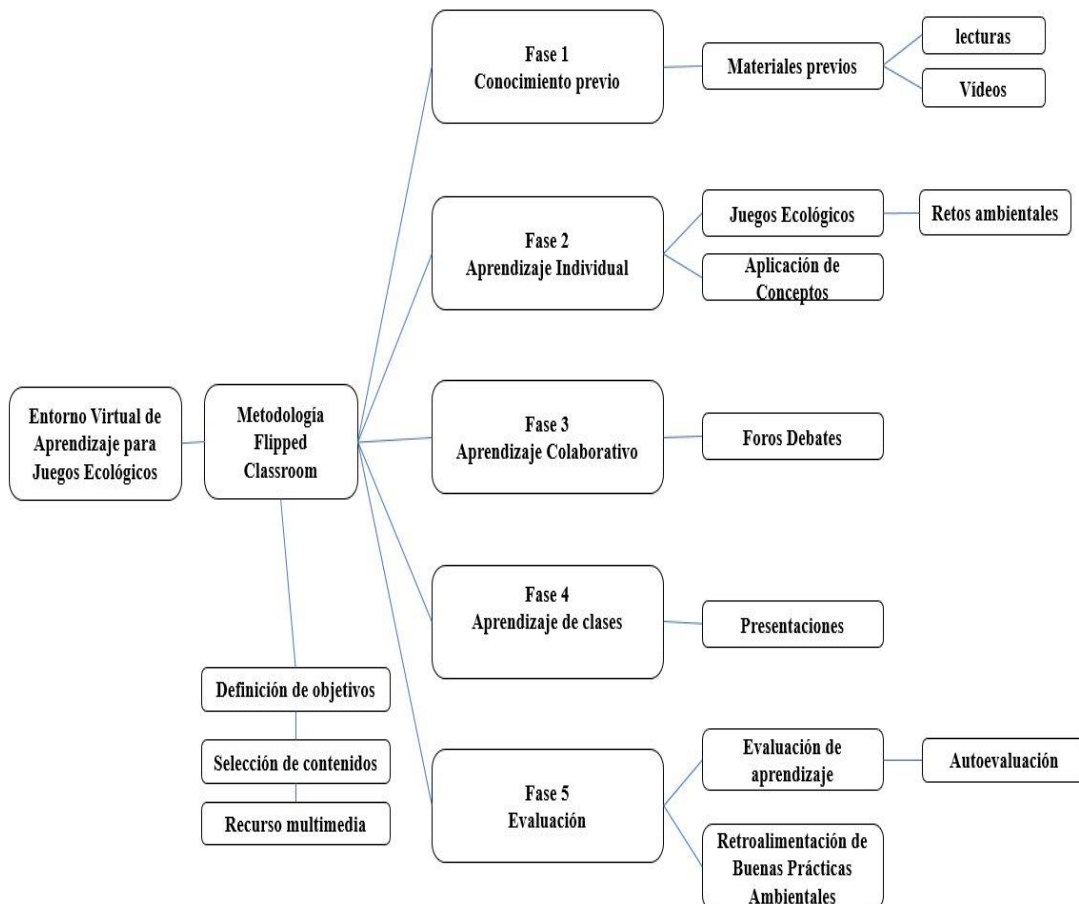 Entorno Virtual de
Aprendizaje para
Juegos Ecológicos
Metodología
Flipped
Classroom
Definición de objetivos
Selección de contenidos
Recurso multimedia
Fase 1
Conocimiento previo
Materiales previos
lecturas
Vídeos
Fase 2
Aprendizaje Individual
Juegos Ecológicos
Retos ambientales
Aplicación de
Conceptos
Fase 3
Aprendizaje Colaborativo
Foros Debates
Fase 4
Aprendizaje de clases
Presentaciones
Fase 5
Evaluación
Evaluación de
aprendizaje
Autoevaluación
Retroalimentación de
Buenas Prácticas
Ambientales